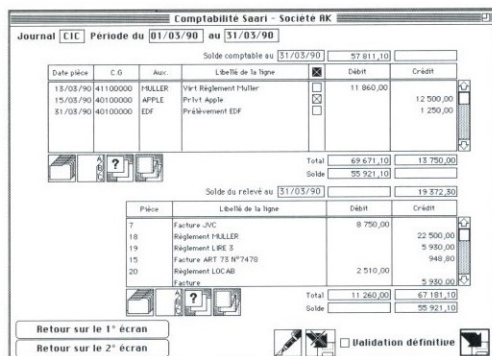 Comptabilité Saari - Société AK
Journal CIC Période du 01/03/90 au 31/03/90
Solde comptable au 31/03/90 57 811,10
Date pièce C.G Aux. Libellé de la ligne Débit Crédit
13/03/90 41100000 MULLER Virt Règlement Muller 11 860,00
15/03/90 40100000 APPLE Prlvt Apple 12 500,00
31/03/90 40100000 EDF Prélèvement EDF 1 250,00
Total 69 671,10 13 750,00
Solde 55 921,10
Solde du relevé au 31/03/90 19 372,30
Pièce Libellé de la ligne Débit Crédit
7 Facture JVC 8 750,00
18 Règlement MULLER 22 500,00
19 Règlement LIRE 3 5 930,00
15 Facture ART 73 N°7478 948,80
20 Règlement LOCAB 2 510,00
Facture 5 930,00
Total 11 260,00 67 181,10
Solde 55 921,10
Retour sur le 1° écran
Retour sur le 2° écran
Validation définitive